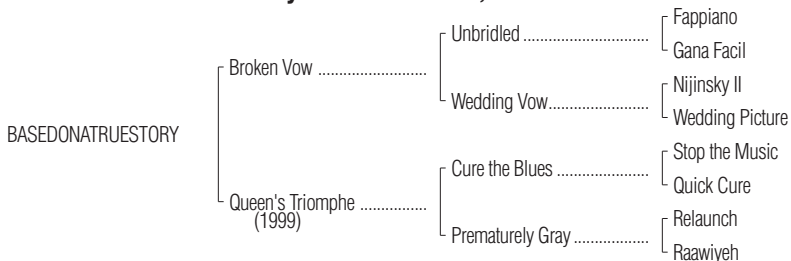 Fappiano
Unbridled ..............................
Gana Facil
Broken Vow ..........................
Nijinsky II
Wedding Vow........................
Wedding Picture
BASEDONATRUESTORY
Stop the Music
Cure the Blues ......................
Quick Cure
Queen's Triomphe ................
(1999)
Relaunch
Prematurely Gray ..................
Raawiyeh